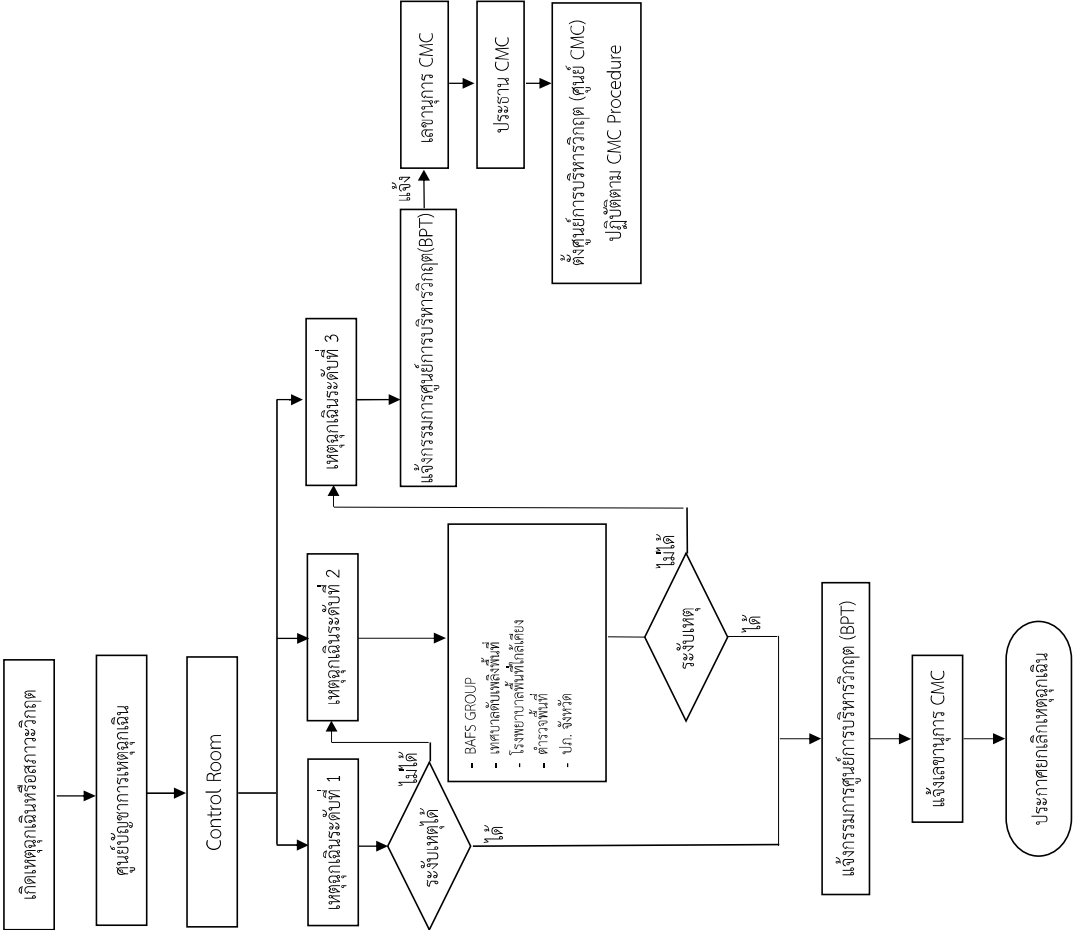 เกิดเหตุฉุกเฉินหรือสภาวะวิกฤต
ศูนย์บัญชาการเหตุฉุกเฉิน
Control Room
เหตุฉุกเฉินระดับที่ 1
เหตุฉุกเฉินระดับที่ 2
เหตุฉุกเฉินระดับที่ 3
ระงับเหตุได้
ไม่ได้
ได้
- BAFS GROUP
- เทศบาลดับเพลิงพื้นที่
- โรงพยาบาลพื้นที่ใกล้เคียง
- ตำรวจพื้นที่
- ปภ. จังหวัด
ระงับเหตุ
ไม่ได้
ได้
แจ้งกรรมการศูนย์การบริหารวิกฤต(BPT)
แจ้ง
เลขานุการ CMC
ประธาน CMC
ตั้งศูนย์การบริหารวิกฤต (ศูนย์ CMC)
ปฏิบัติตาม CMC Procedure
แจ้งกรรมการศูนย์การบริหารวิกฤต (BPT)
แจ้งเลขานุการ CMC
ประกาศยกเลิกเหตุฉุกเฉิน